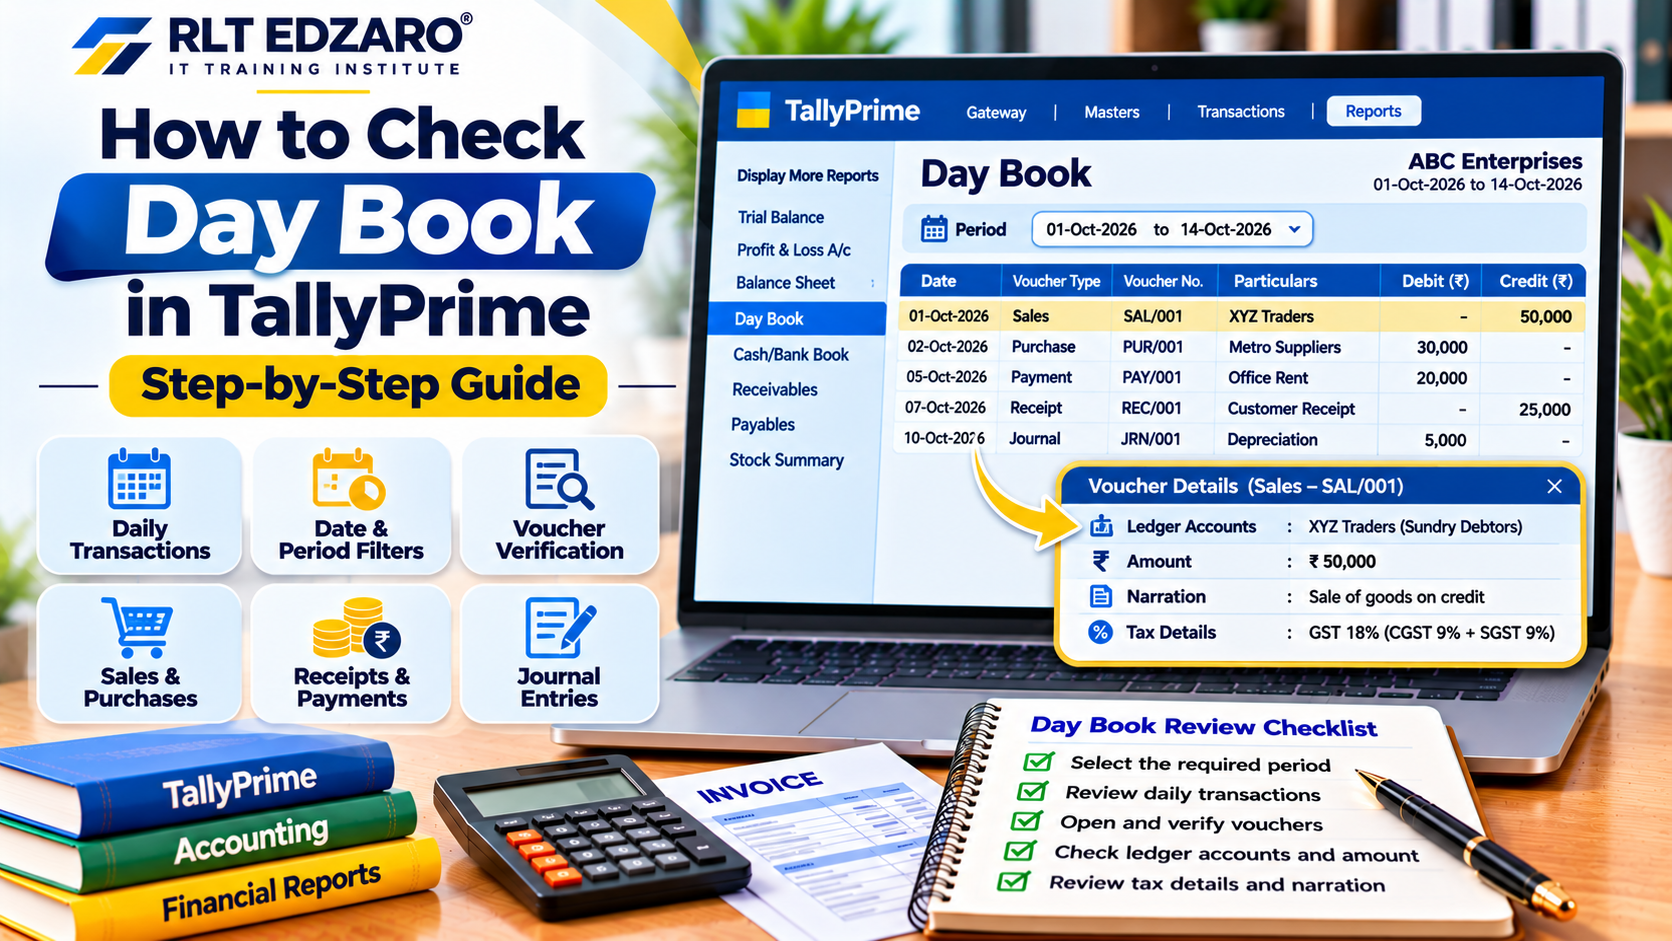 RLT EDZARO®
IT TRAINING INSTITUTE
How to Check
Day Book
in TallyPrime
Step-by-Step Guide
Daily
Transactions
Date &
Period Filters
Voucher
Verification
Sales &
Purchases
Receipts &
Payments
Journal
Entries
TallyPrime
Accounting
Financial Reports
TallyPrime
Gateway | Masters | Transactions | Reports
Display More Reports
Trial Balance
Profit & Loss A/c
Balance Sheet
Day Book
Cash/Bank Book
Receivables
Payables
Stock Summary
Day Book
ABC Enterprises
01-Oct-2026 to 14-Oct-2026
Period 01-Oct-2026 to 14-Oct-2026
Date Voucher Type Voucher No. Particulars Debit (₹) Credit (₹)
01-Oct-2026 Sales SAL/001 XYZ Traders – 50,000
02-Oct-2026 Purchase PUR/001 Metro Suppliers 30,000 –
05-Oct-2026 Payment PAY/001 Office Rent 20,000 –
07-Oct-2026 Receipt REC/001 Customer Receipt – 25,000
10-Oct-2026 Journal JRN/001 Depreciation 5,000 –
Voucher Details (Sales – SAL/001)
Ledger Accounts : XYZ Traders (Sundry Debtors)
₹ Amount : ₹ 50,000
Narration : Sale of goods on credit
% Tax Details : GST 18% (CGST 9% + SGST 9%)
INVOICE
Day Book Review Checklist
Select the required period
Review daily transactions
Open and verify vouchers
Check ledger accounts and amount
Review tax details and narration